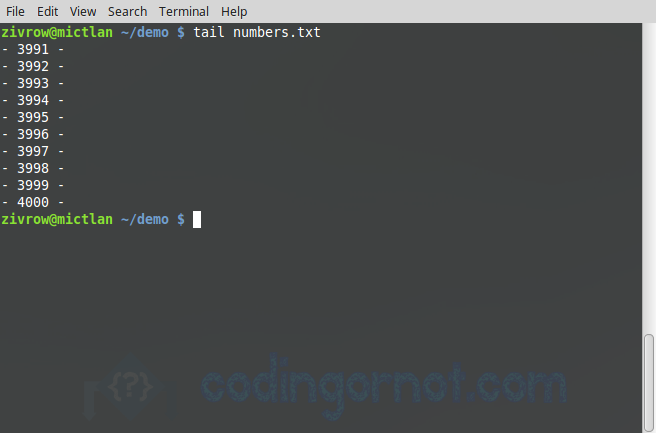 File Edit View Search Terminal Help
zivrow@mictlan ~/demo $ tail numbers.txt
- 3991 -
- 3992 -
- 3993 -
- 3994 -
- 3995 -
- 3996 -
- 3997 -
- 3998 -
- 3999 -
- 4000 -
zivrow@mictlan ~/demo $
{?} codingornot.com